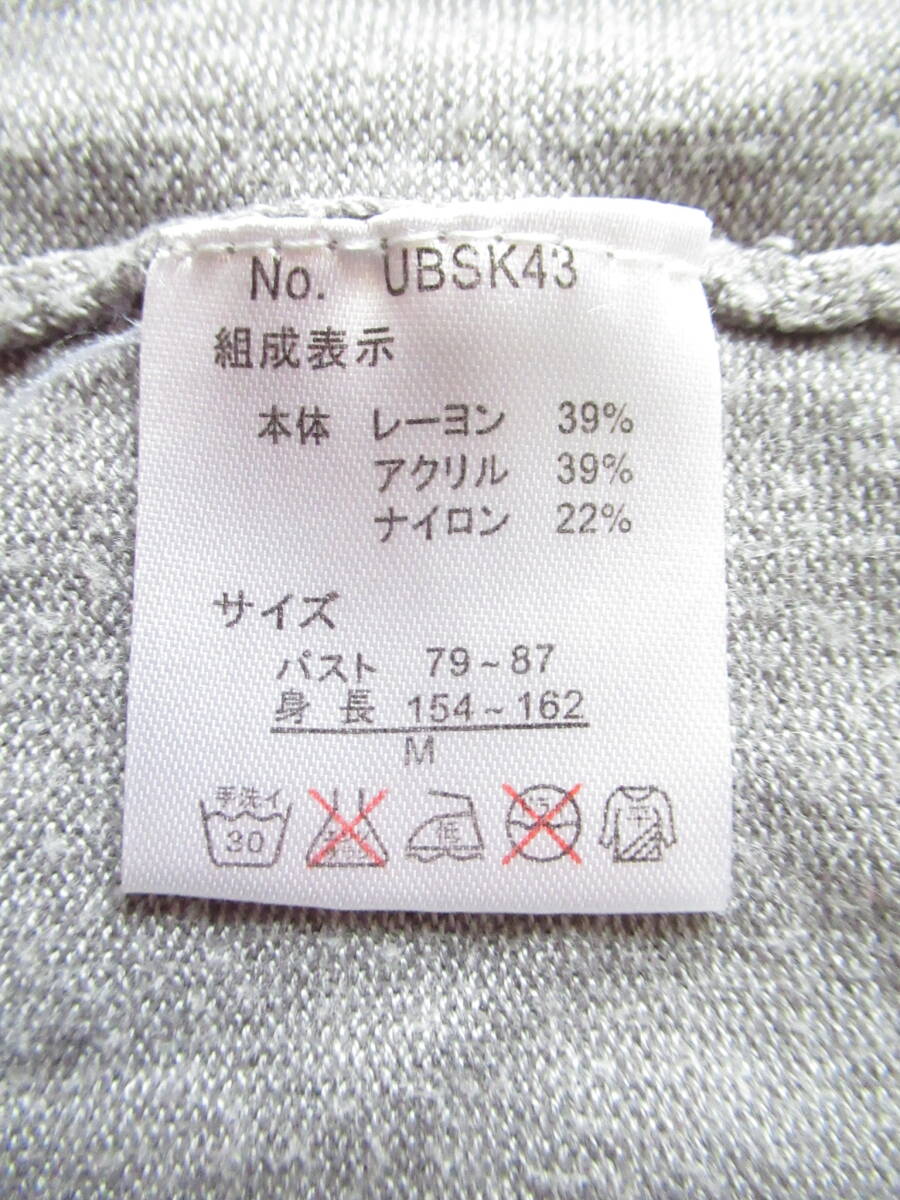 No. UBSK43
組成表示
本体 レーヨン 39%
アクリル 39%
ナイロン 22%
サイズ
バスト 79~87
身長 154~162
M
手洗イ
30
低